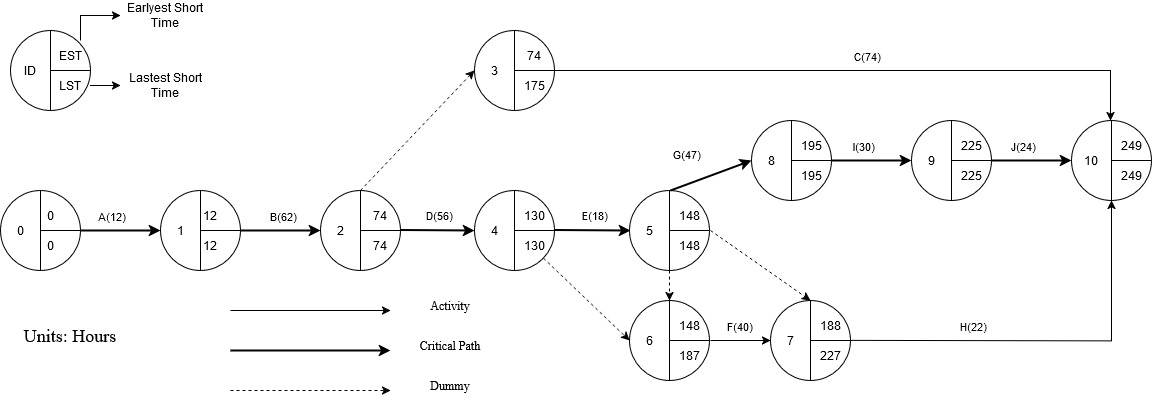 Earlyest Short
Time
ID
EST
LST
Lastest Short
Time
3
74
175
C(74)
0
0
0
A(12)
1
12
12
B(62)
2
74
74
D(56)
4
130
130
E(18)
5
148
148
G(47)
8
195
195
I(30)
9
225
225
J(24)
10
249
249
6
148
187
F(40)
7
188
227
H(22)
Units: Hours
Activity
Critical Path
Dummy